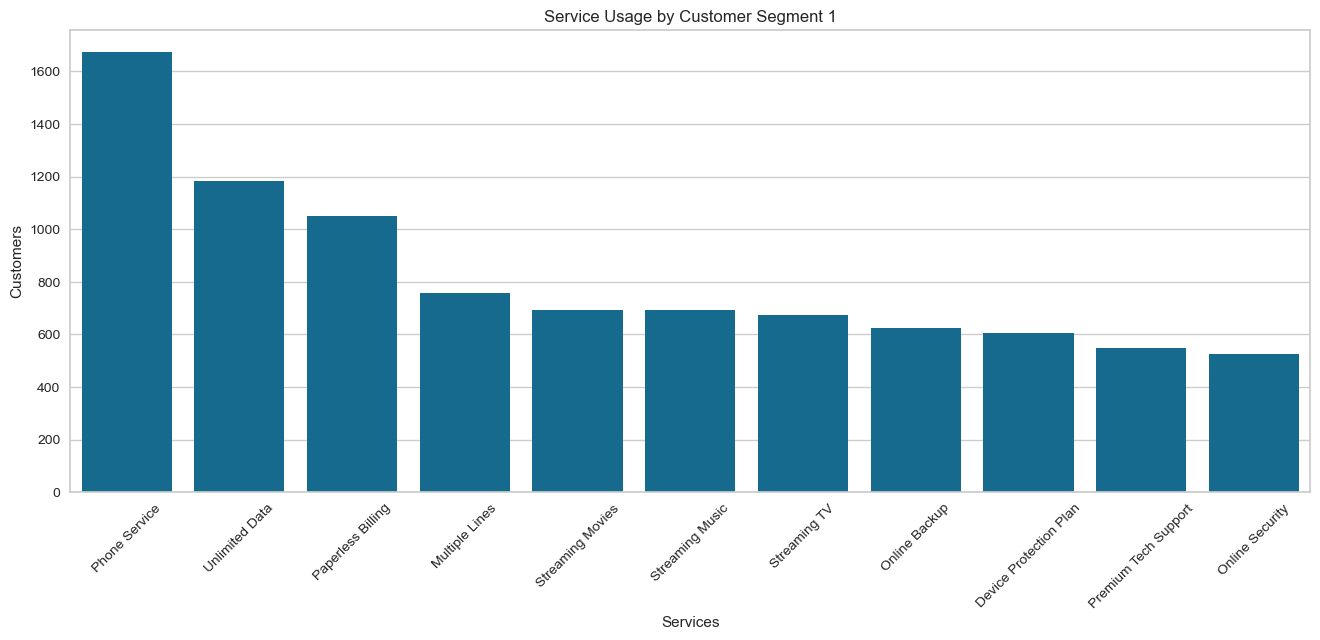 Service Usage by Customer Segment 1
1600
1400
1200
1000
800
600
400
200
0
Customers
Phone Service
Unlimited Data
Paperless Billing
Multiple Lines
Streaming Movies
Streaming Music
Streaming TV
Online Backup
Device Protection Plan
Premium Tech Support
Online Security
Services